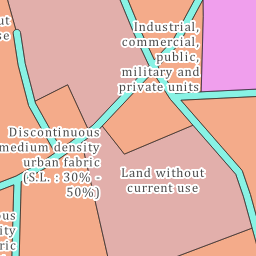 Industrial,
commercial,
public,
military and
private units
Discontinuous
medium density
urban fabric
(S.L. : 30% -
50%)
Land without
current use